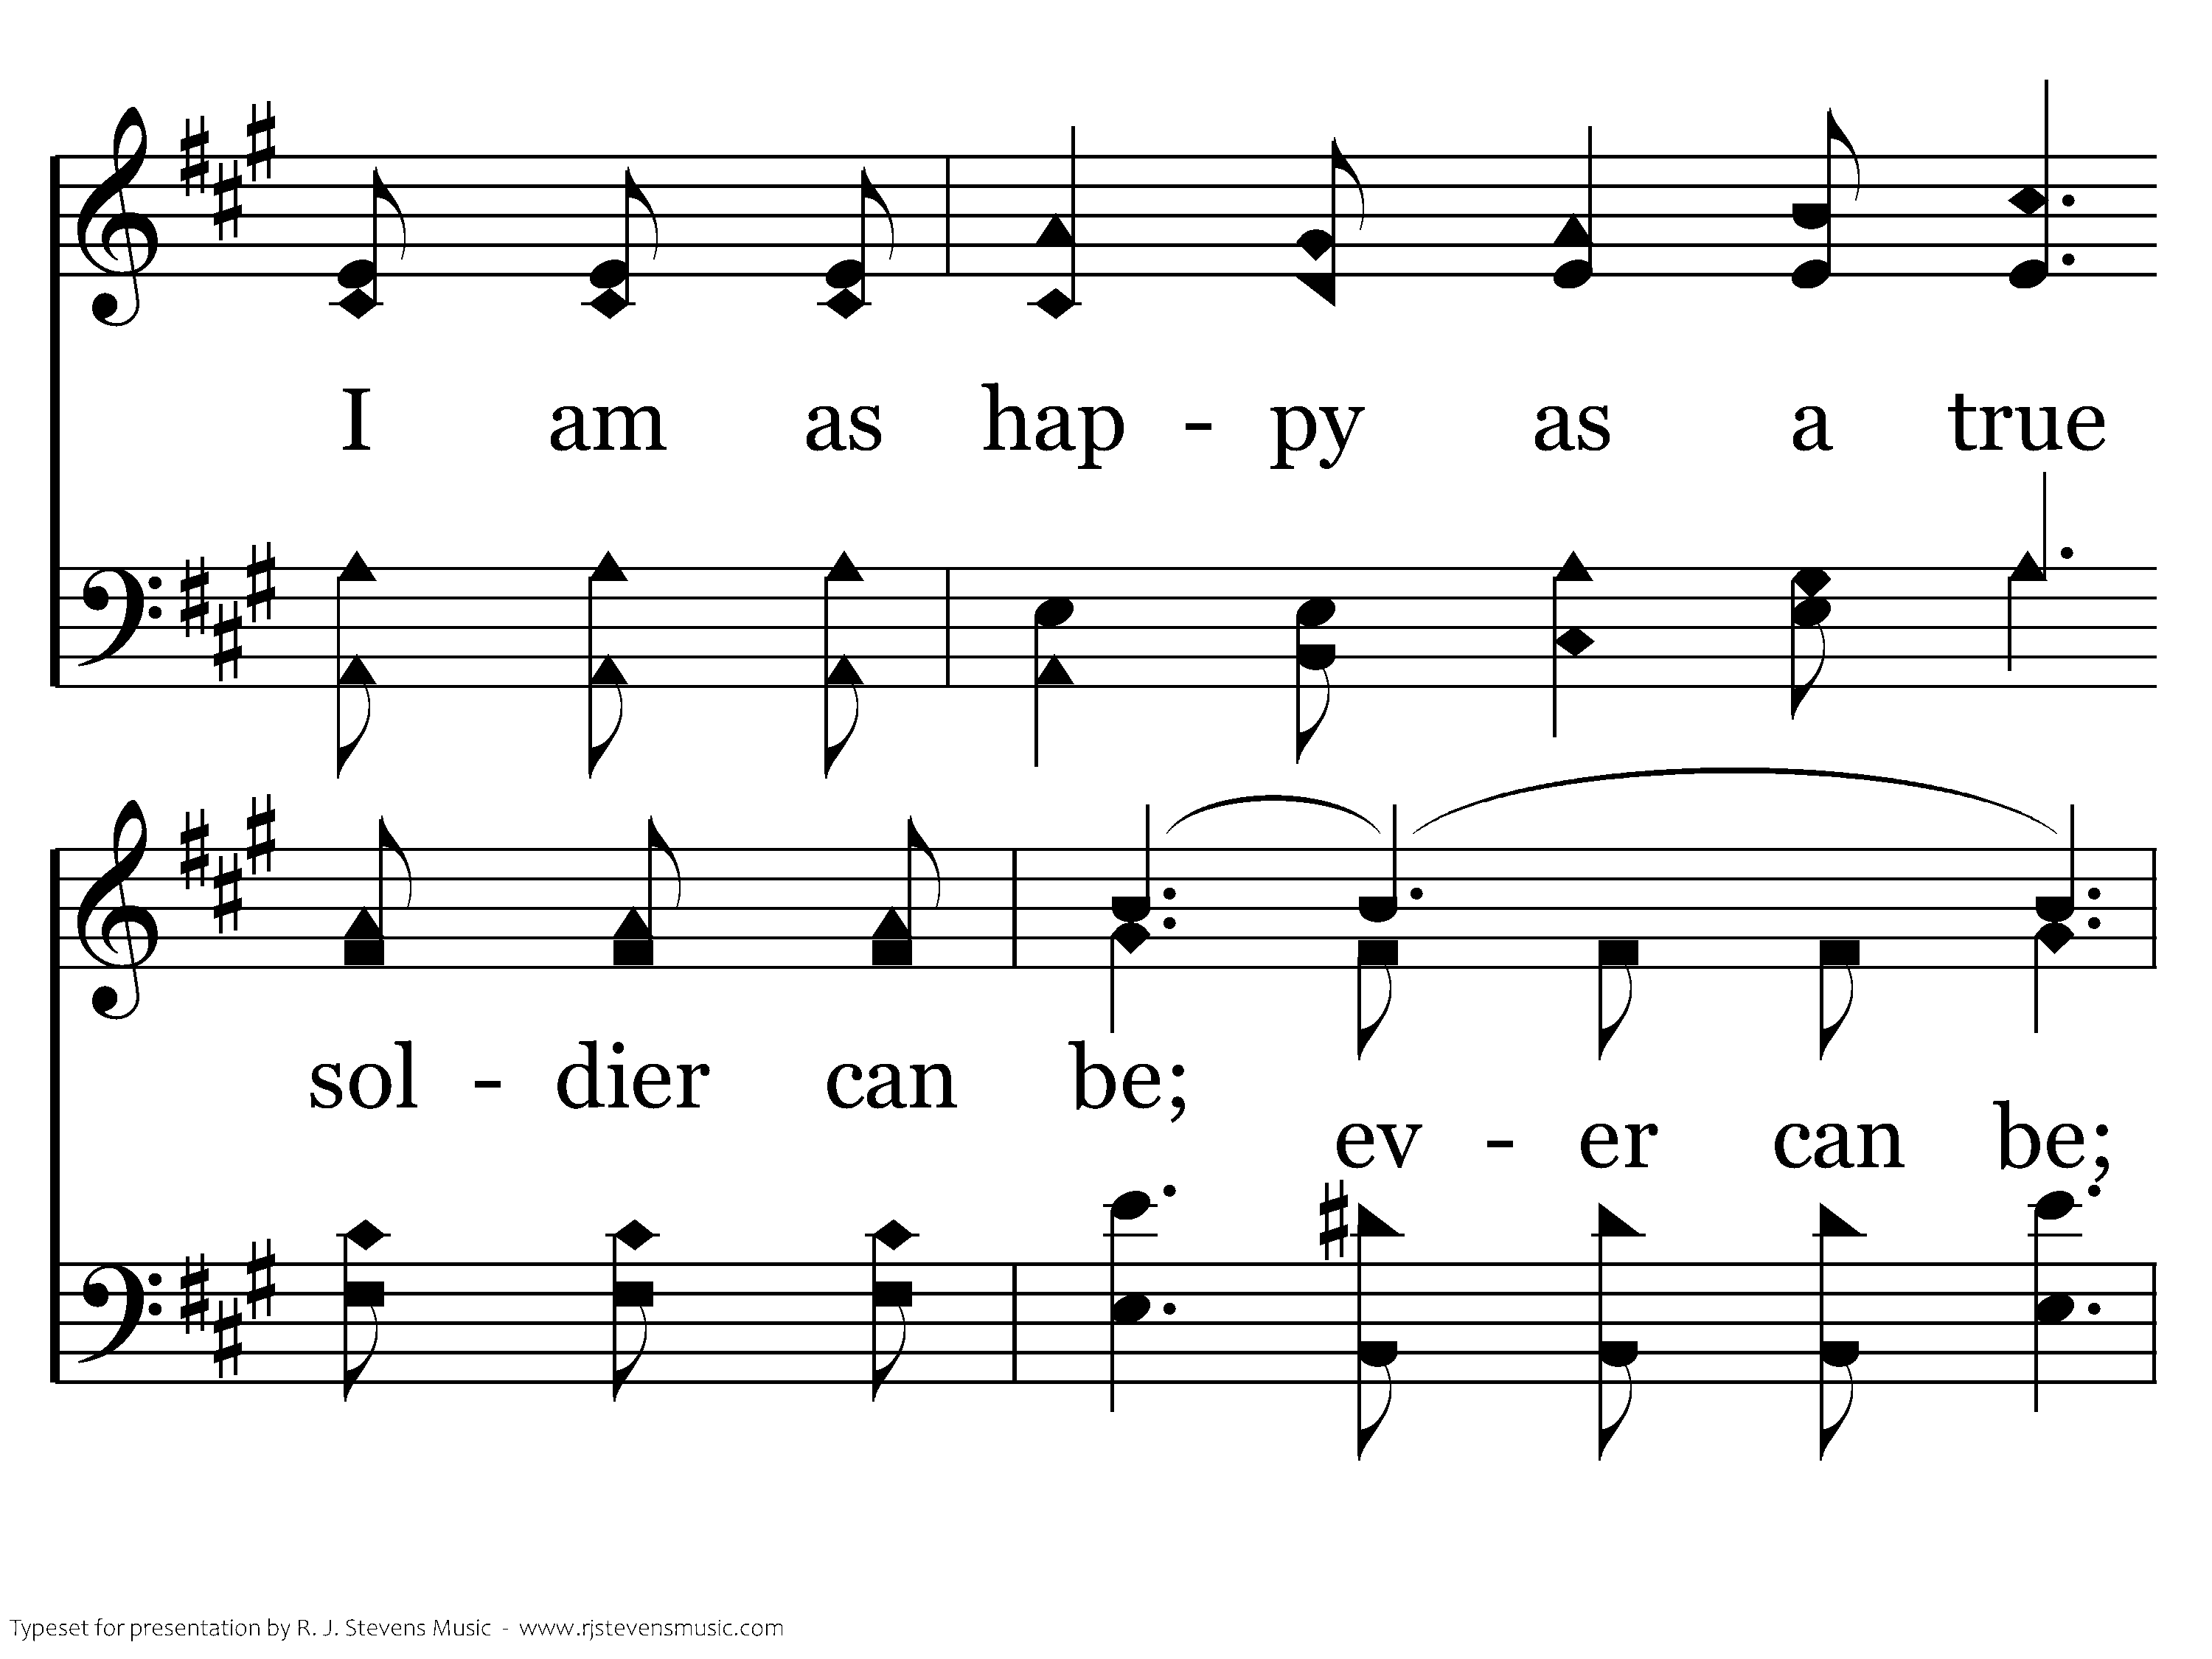 I am as hap - py as a true
sol - dier can be;
ev - er can be;
Typeset for presentation by R. J. Stevens Music - www.rjstevensmusic.com